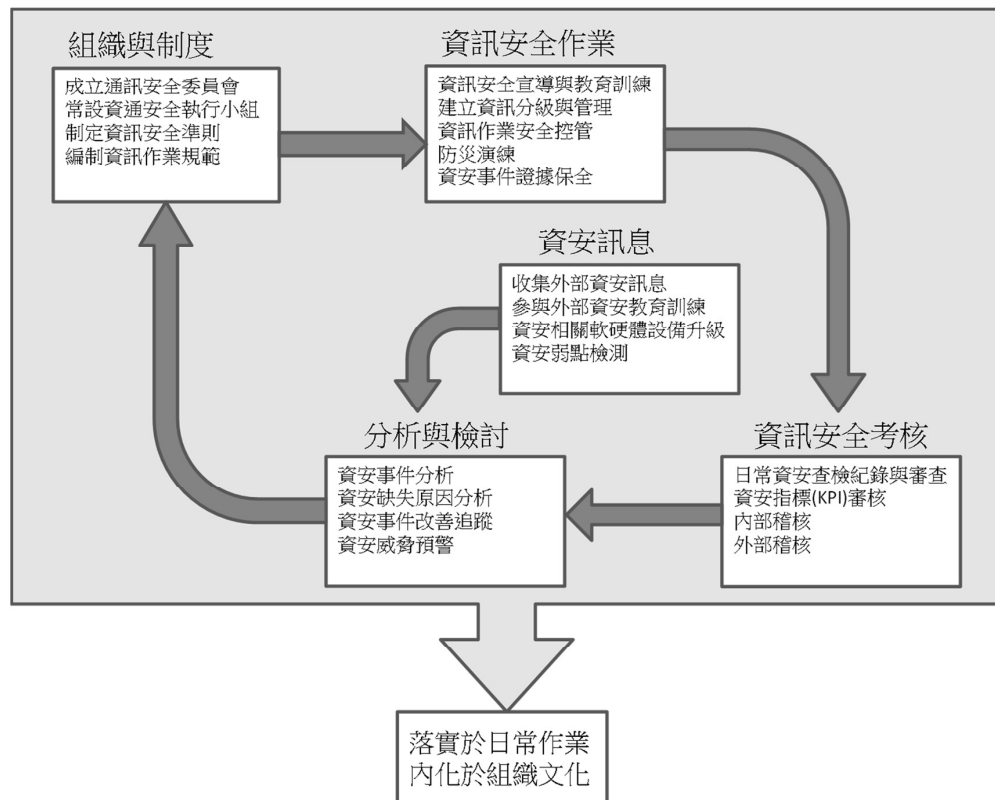 組織與制度
成立通訊安全委員會
常設資通安全執行小組
制定資訊安全準則
編制資訊作業規範
資訊安全作業
資訊安全宣導與教育訓練
建立資訊分級與管理
資訊作業安全控管
防災演練
資安事件證據保全
資安訊息
收集外部資安訊息
參與外部資安教育訓練
資安相關軟硬體設備升級
資安弱點檢測
分析與檢討
資安事件分析
資安缺失原因分析
資安事件改善追蹤
資安威脅預警
資訊安全考核
日常資安查檢紀錄與審查
資安指標(KPI)審核
內部稽核
外部稽核
落實於日常作業
內化於組織文化